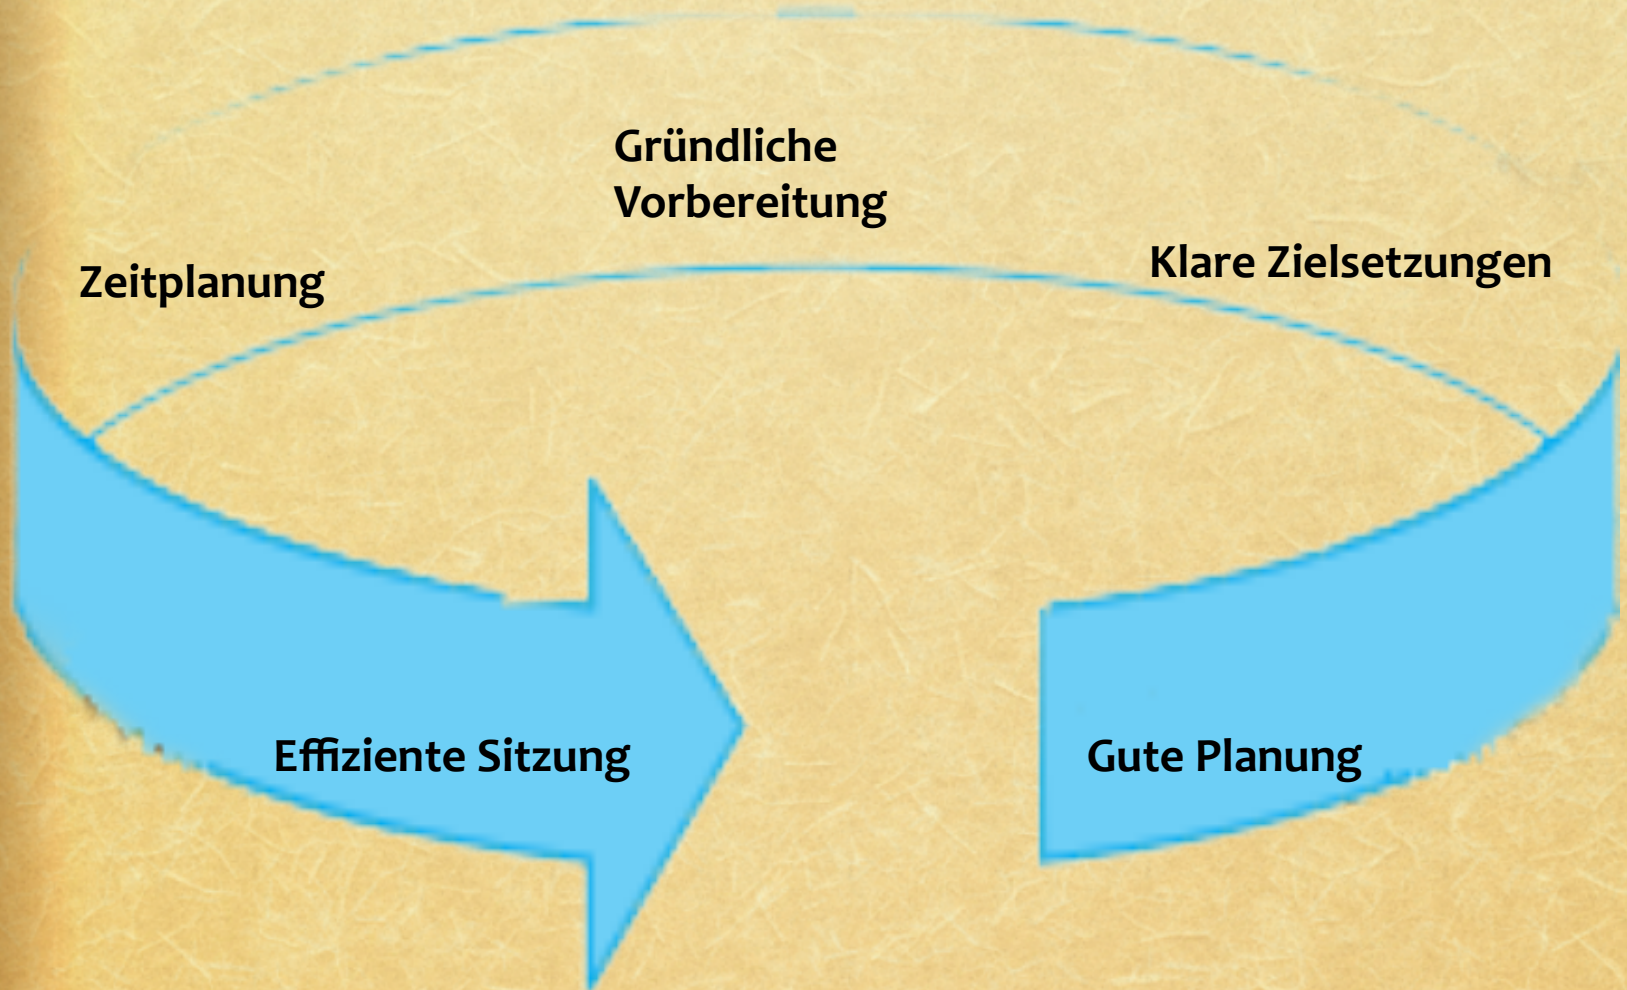 Gründliche
Vorbereitung
Zeitplanung
Klare Zielsetzungen
Effiziente Sitzung
Gute Planung